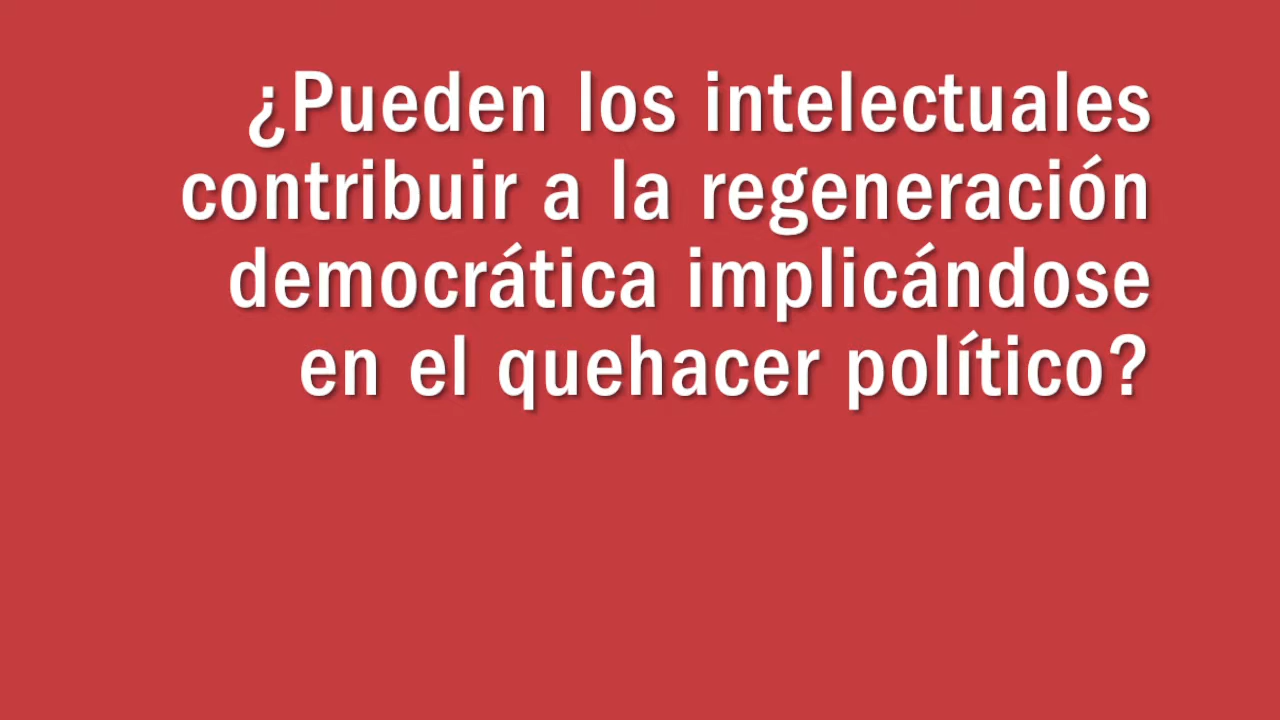 ¿Pueden los intelectuales
contribuir a la regeneración
democrática implicándose
en el quehacer político?